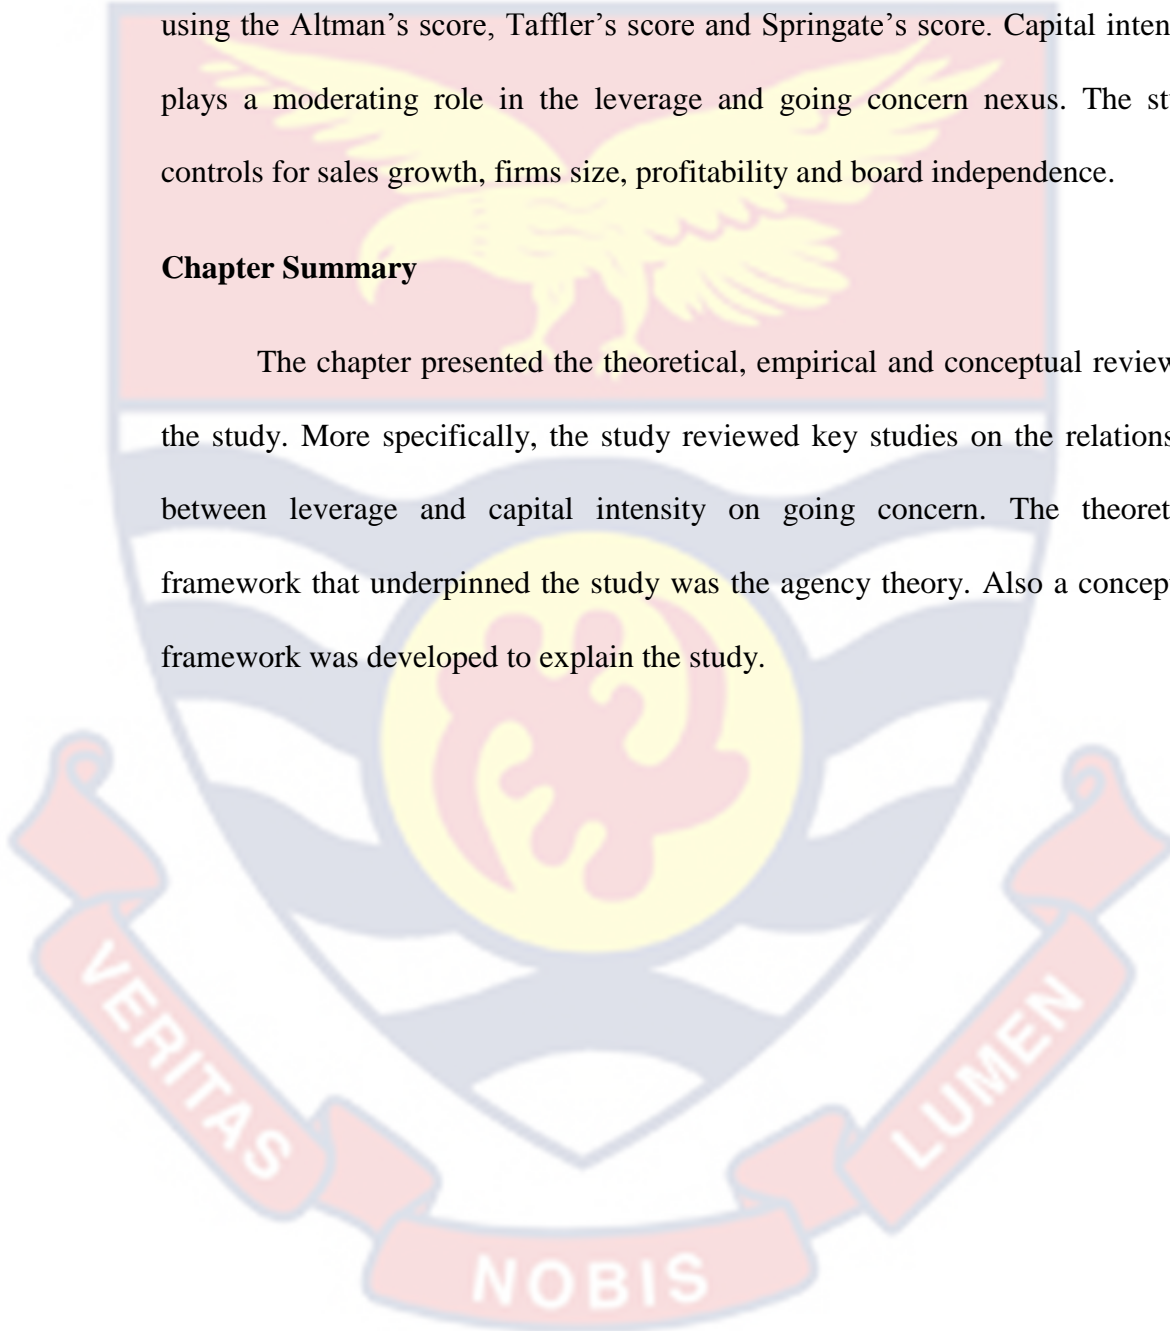 using the Altman’s score, Taffler’s score and Springate’s score. Capital inten
plays a moderating role in the leverage and going concern nexus. The st
controls for sales growth, firms size, profitability and board independence.
Chapter Summary
The chapter presented the theoretical, empirical and conceptual review
the study. More specifically, the study reviewed key studies on the relations
between leverage and capital intensity on going concern. The theoret
framework that underpinned the study was the agency theory. Also a concep
framework was developed to explain the study.
VERITAS
NOBIS
LUMEN